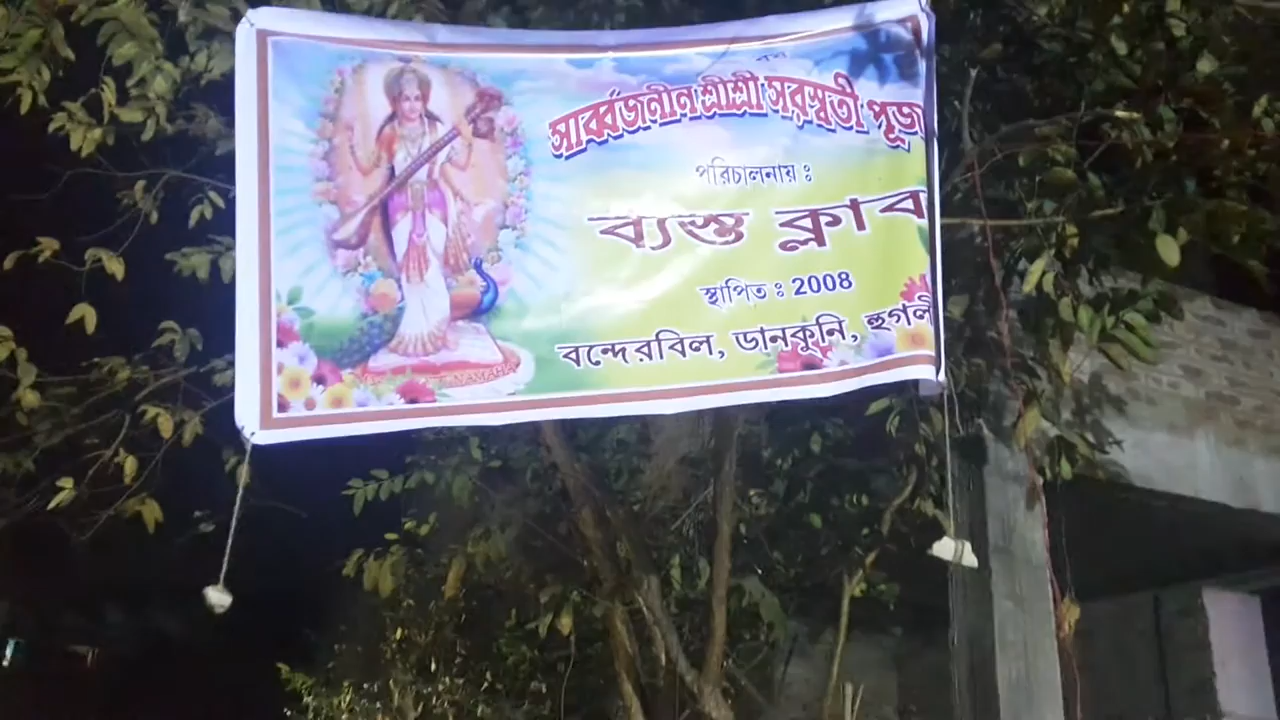 সার্ব্বজনীন শ্রীশ্রী সরস্বতী পূজা
পরিচালনায় ঃ
ব্যস্ত ক্লাব
স্থাপিত ঃ 2008
বন্দেরবিল, ডানকুনি, হুগলী